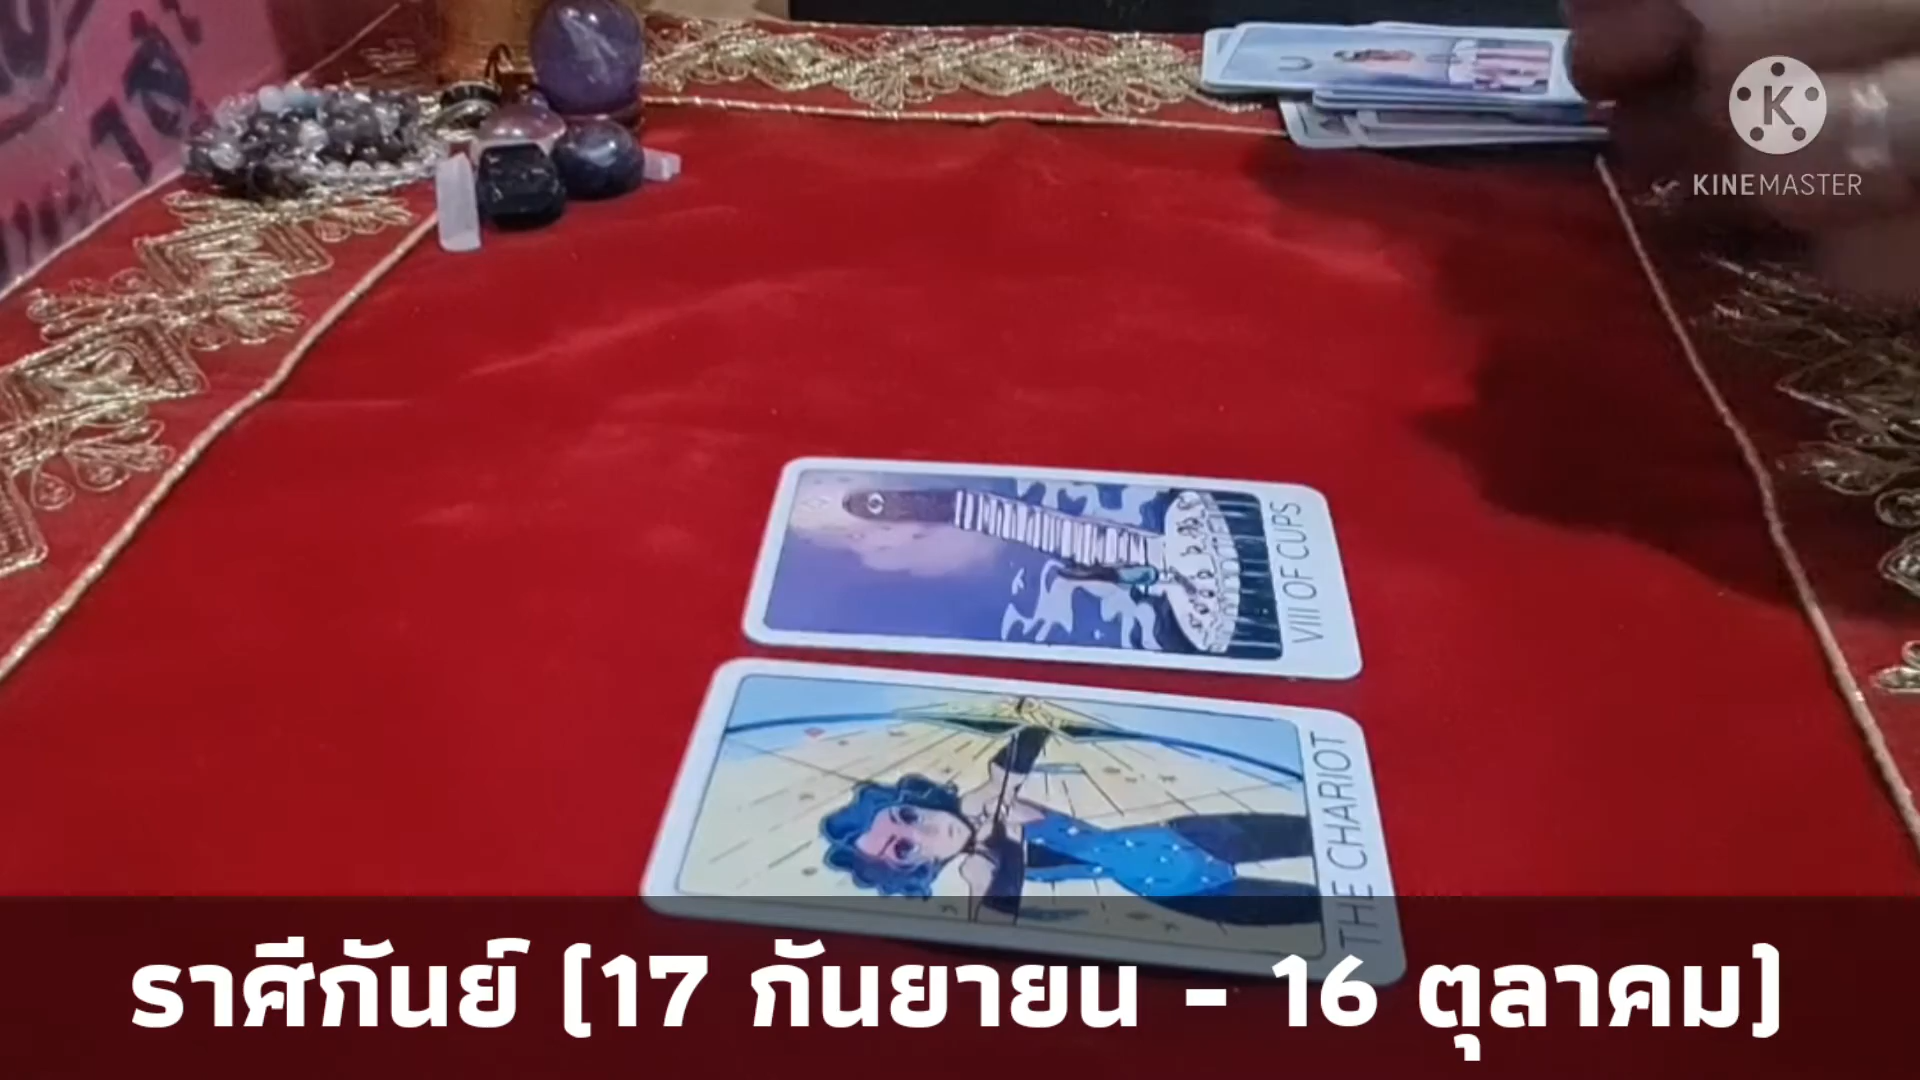 KINEMASTER
VIII OF CUPS
THE CHARIOT
ราศีกันย์ (17 กันยายน - 16 ตุลาคม)